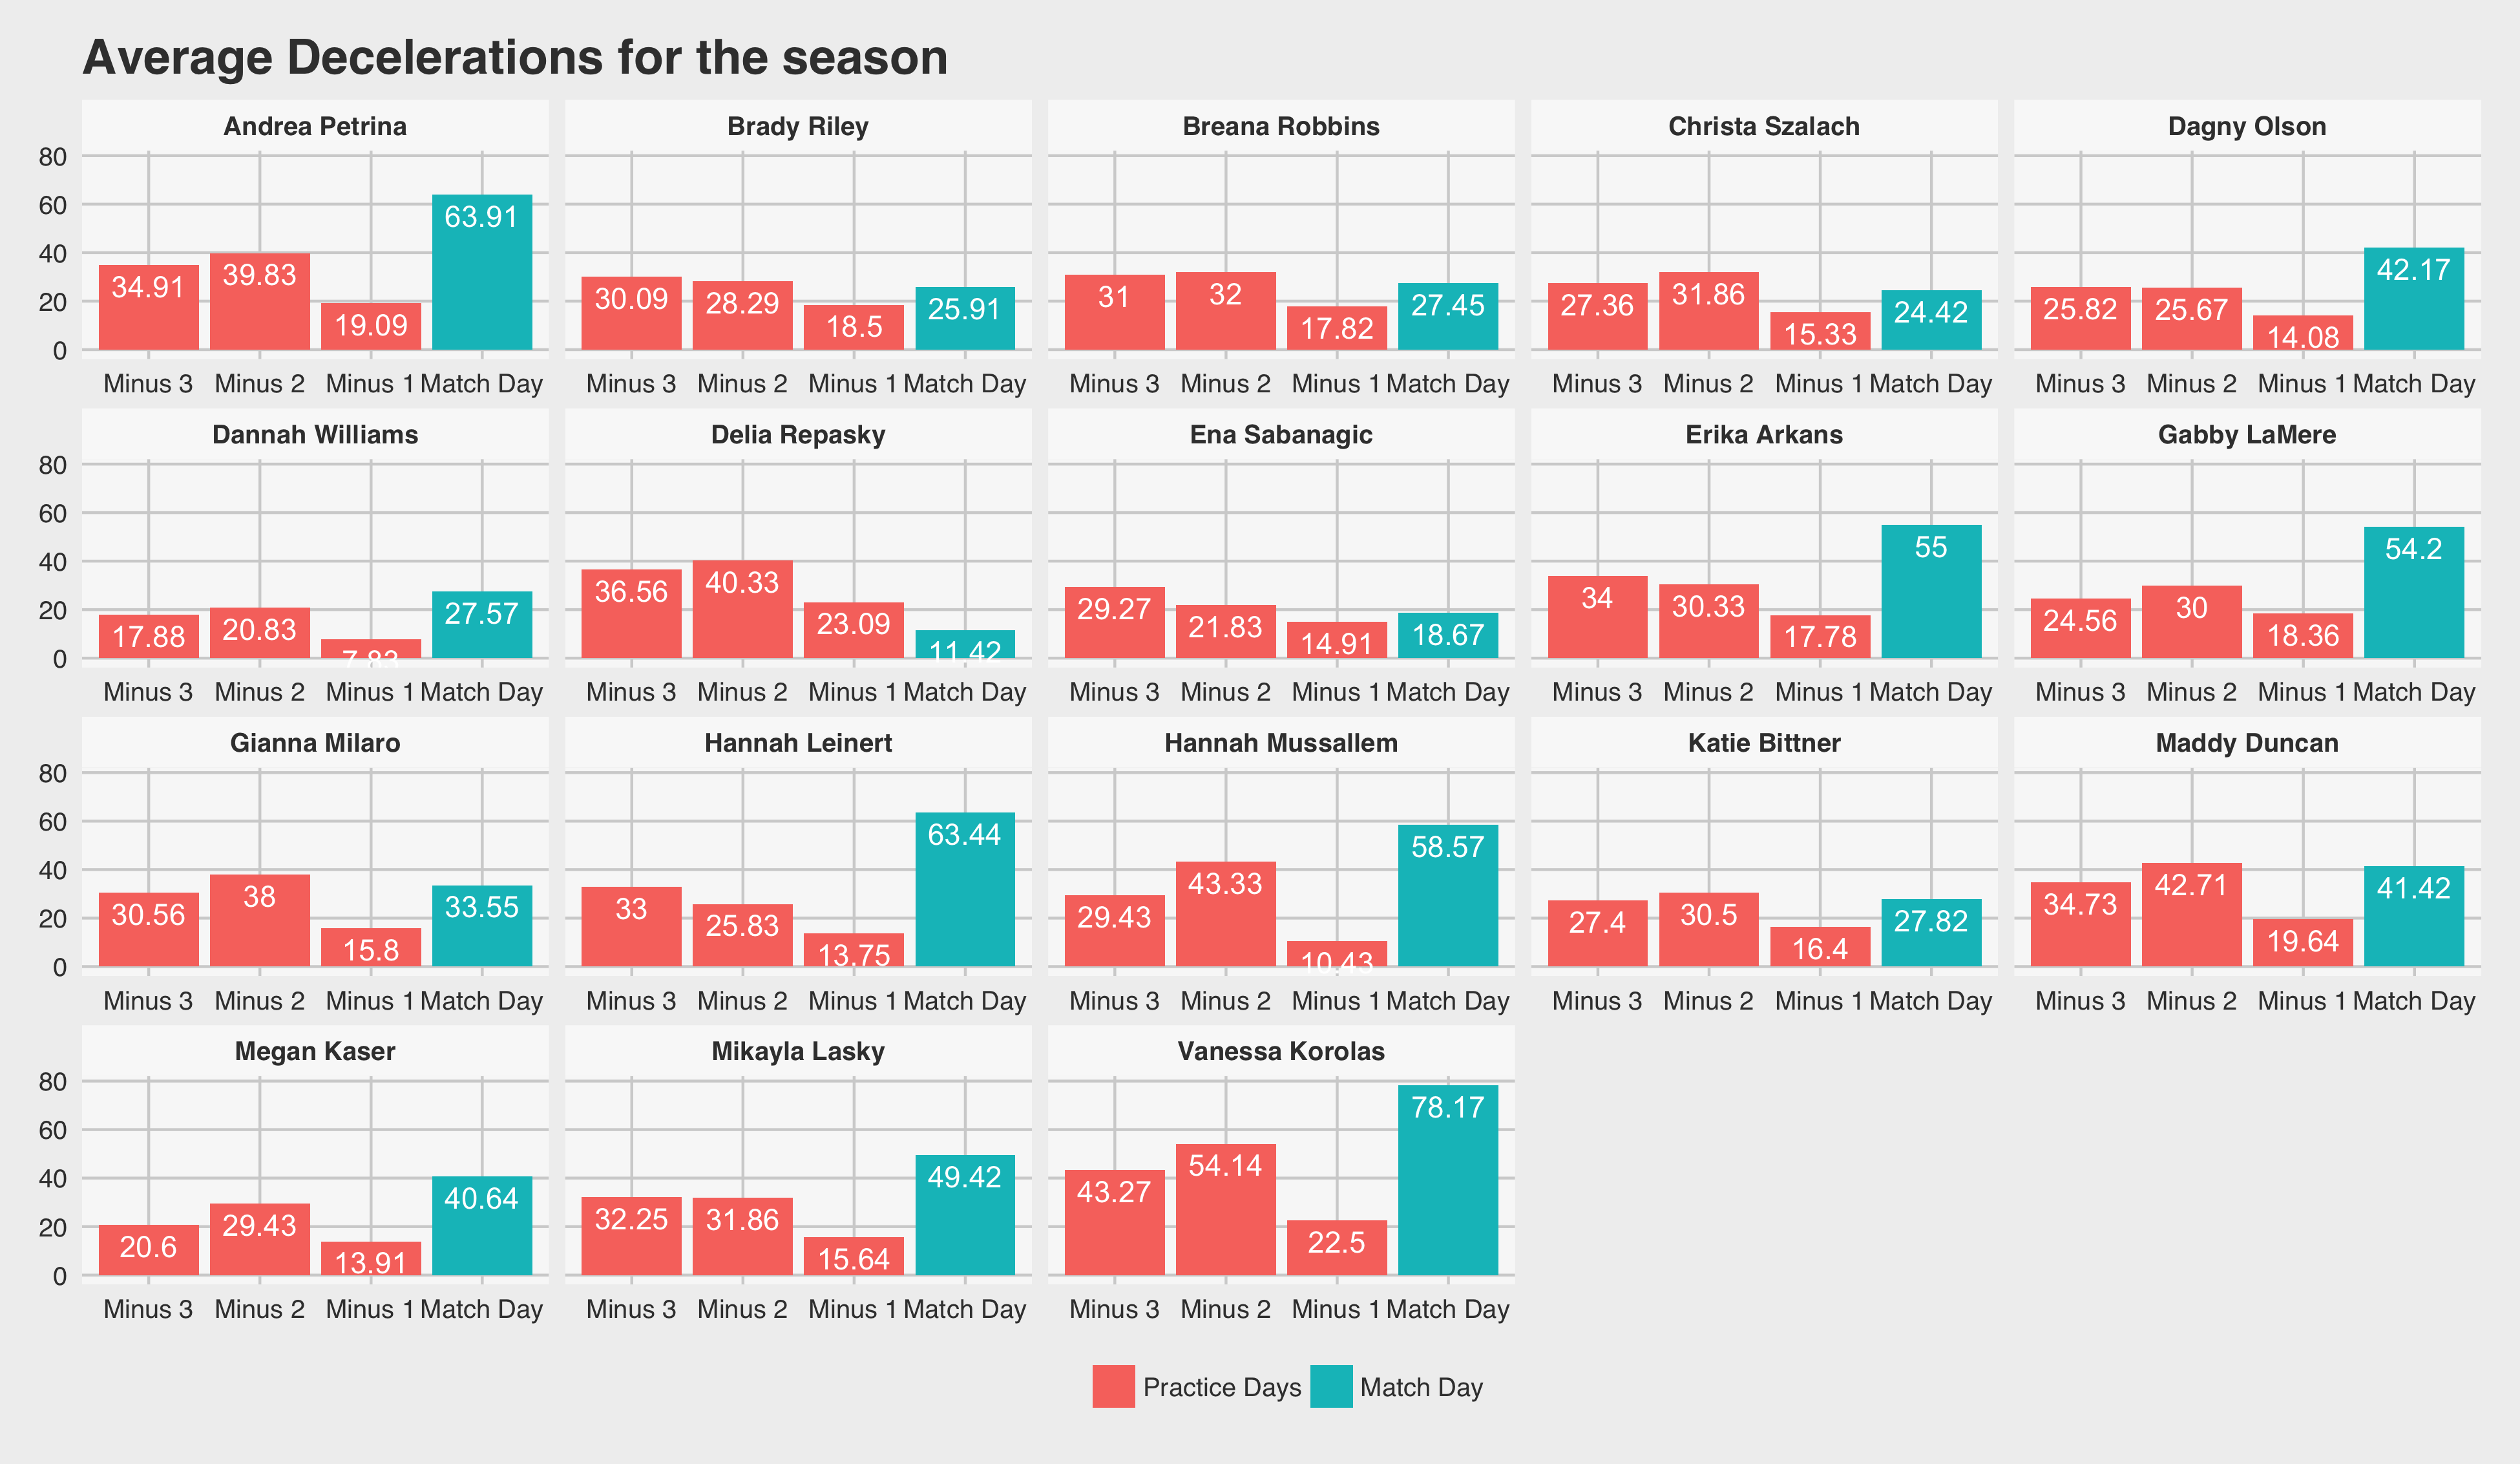 Average Decelerations for the season
Andrea Petrina Brady Riley Breana Robbins Christa Szalach Dagny Olson
80
60
40
20
0
34.91 39.83 19.09 63.91
30.09 28.29 18.5 25.91
31 32 17.82 27.45
27.36 31.86 15.33 24.42
25.82 25.67 14.08 42.17
Minus 3 Minus 2 Minus 1 Match Day Minus 3 Minus 2 Minus 1 Match Day Minus 3 Minus 2 Minus 1 Match Day Minus 3 Minus 2 Minus 1 Match Day Minus 3 Minus 2 Minus 1 Match Day
Dannah Williams Delia Repasky Ena Sabanagic Erika Arkans Gabby LaMere
80
60
40
20
0
17.88 20.83 7.83 27.57
36.56 40.33 23.09 11.42
29.27 21.83 14.91 18.67
34 30.33 17.78 55
24.56 30 18.36 54.2
Minus 3 Minus 2 Minus 1 Match Day Minus 3 Minus 2 Minus 1 Match Day Minus 3 Minus 2 Minus 1 Match Day Minus 3 Minus 2 Minus 1 Match Day Minus 3 Minus 2 Minus 1 Match Day
Gianna Milaro Hannah Leinert Hannah Mussallem Katie Bittner Maddy Duncan
80
60
40
20
0
30.56 38 15.8 33.55
33 25.83 13.75 63.44
29.43 43.33 10.43 58.57
27.4 30.5 16.4 27.82
34.73 42.71 19.64 41.42
Minus 3 Minus 2 Minus 1 Match Day Minus 3 Minus 2 Minus 1 Match Day Minus 3 Minus 2 Minus 1 Match Day Minus 3 Minus 2 Minus 1 Match Day Minus 3 Minus 2 Minus 1 Match Day
Megan Kaser Mikayla Lasky Vanessa Korolas
80
60
40
20
0
20.6 29.43 13.91 40.64
32.25 31.86 15.64 49.42
43.27 54.14 22.5 78.17
Minus 3 Minus 2 Minus 1 Match Day Minus 3 Minus 2 Minus 1 Match Day Minus 3 Minus 2 Minus 1 Match Day
Practice Days Match Day